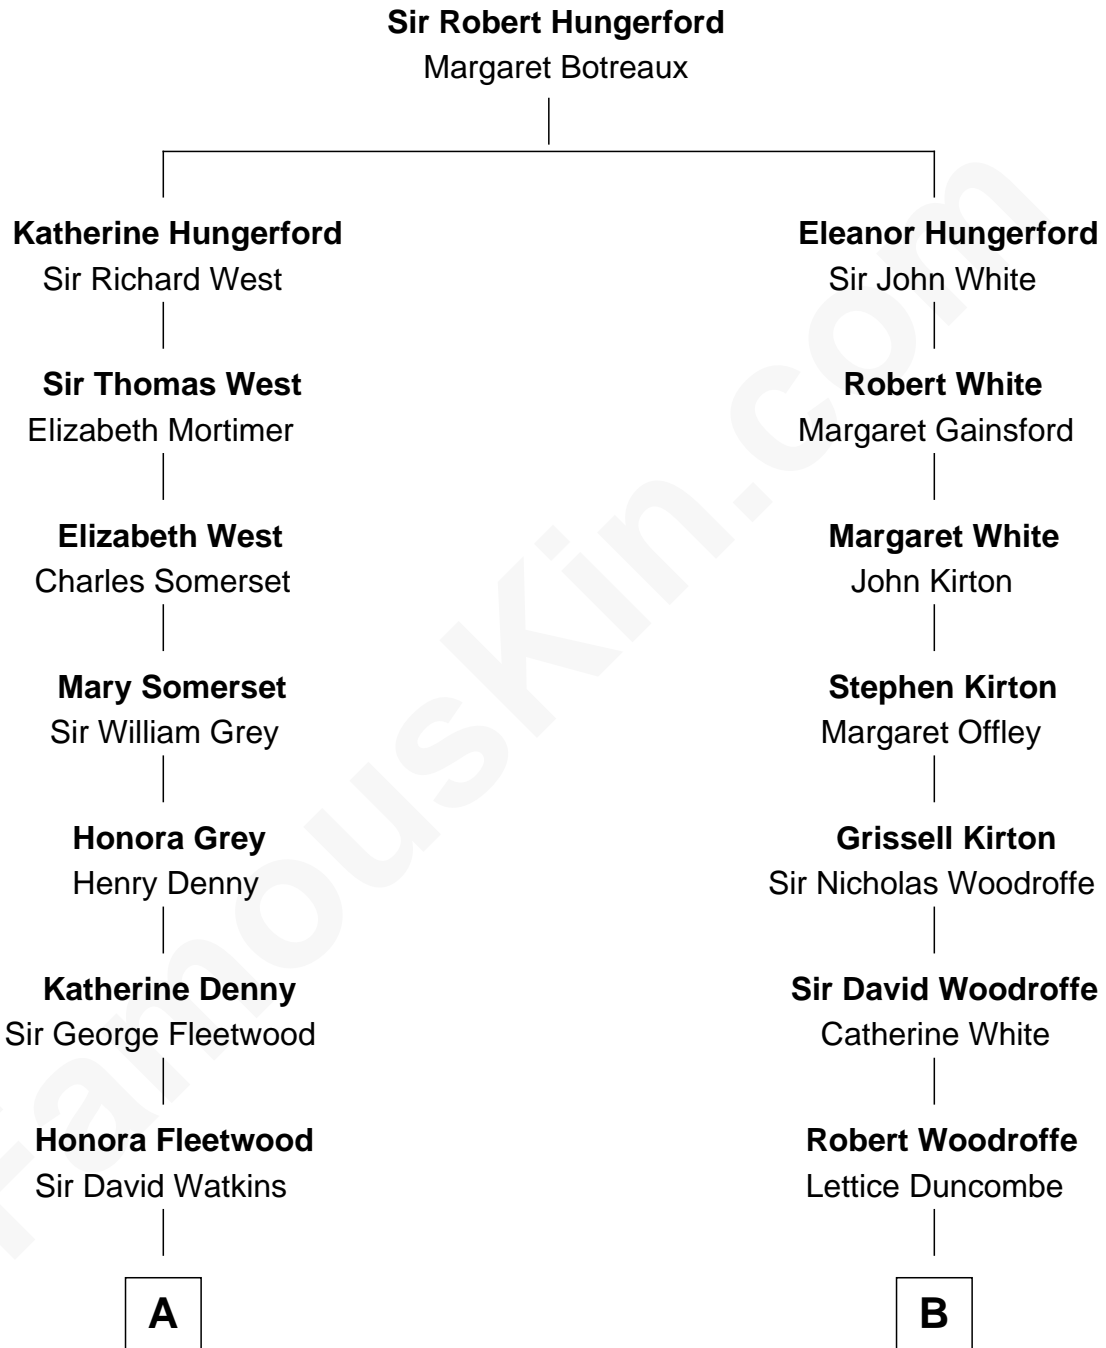 Sir Robert Hungerford
Margaret Botreaux
Katherine Hungerford
Sir Richard West
Eleanor Hungerford
Sir John White
Sir Thomas West
Elizabeth Mortimer
Robert White
Margaret Gainsford
Elizabeth West
Charles Somerset
Margaret White
John Kirton
Mary Somerset
Sir William Grey
Stephen Kirton
Margaret Offley
Honora Grey
Henry Denny
Grissell Kirton
Sir Nicholas Woodroffe
Katherine Denny
Sir George Fleetwood
Sir David Woodroffe
Catherine White
Honora Fleetwood
Sir David Watkins
Robert Woodroffe
Lettice Duncombe
A
B
FamousKin.com